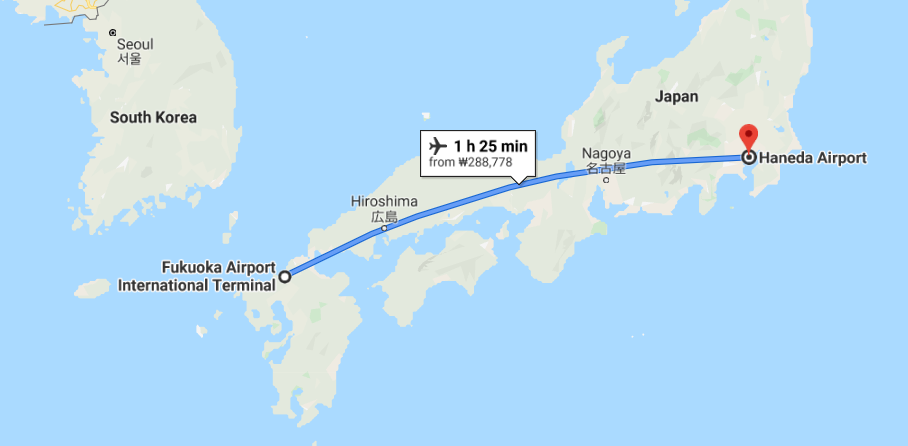 Seoul
서울
South Korea
Japan
1 h 25 min
from ₩288,778
Nagoya
名古屋
Haneda Airport
Hiroshima
広島
Fukuoka Airport
International Terminal